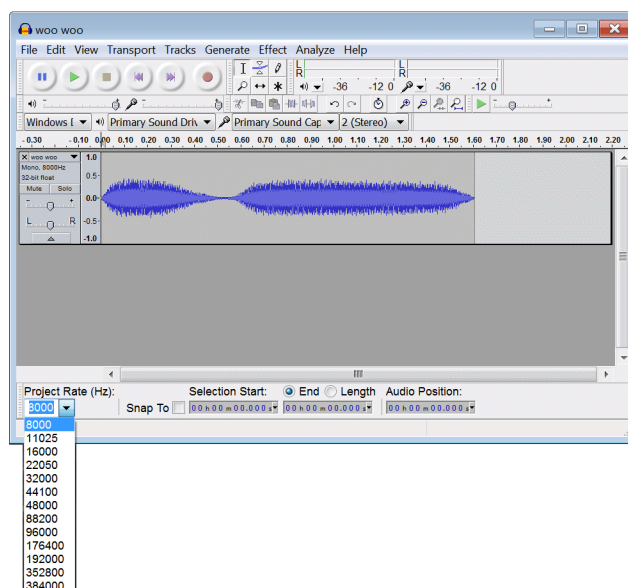 woo woo
File Edit View Transport Tracks Generate Effect Analyze Help
L
R
-36 -12 0
L
R
-36 -12 0
Windows Primary Sound Driv Primary Sound Cap 2 (Stereo)
-0.30 -0.10 0.00 0.10 0.20 0.30 0.40 0.50 0.60 0.70 0.80 0.90 1.00 1.10 1.20 1.30 1.40 1.50 1.60 1.70 1.80 1.90 2.00 2.10 2.20
woo woo
Mono, 8000Hz
32-bit float
Mute Solo
- +
L R
1.0
0.5
0.0
-0.5
-1.0
Project Rate (Hz): Selection Start: End Length Audio Position:
8000 Snap To 00 h 00 m 00.000 s 00 h 00 m 00.000 s 00 h 00 m 00.000 s
8000
11025
16000
22050
32000
44100
48000
88200
96000
176400
192000
352800
384000